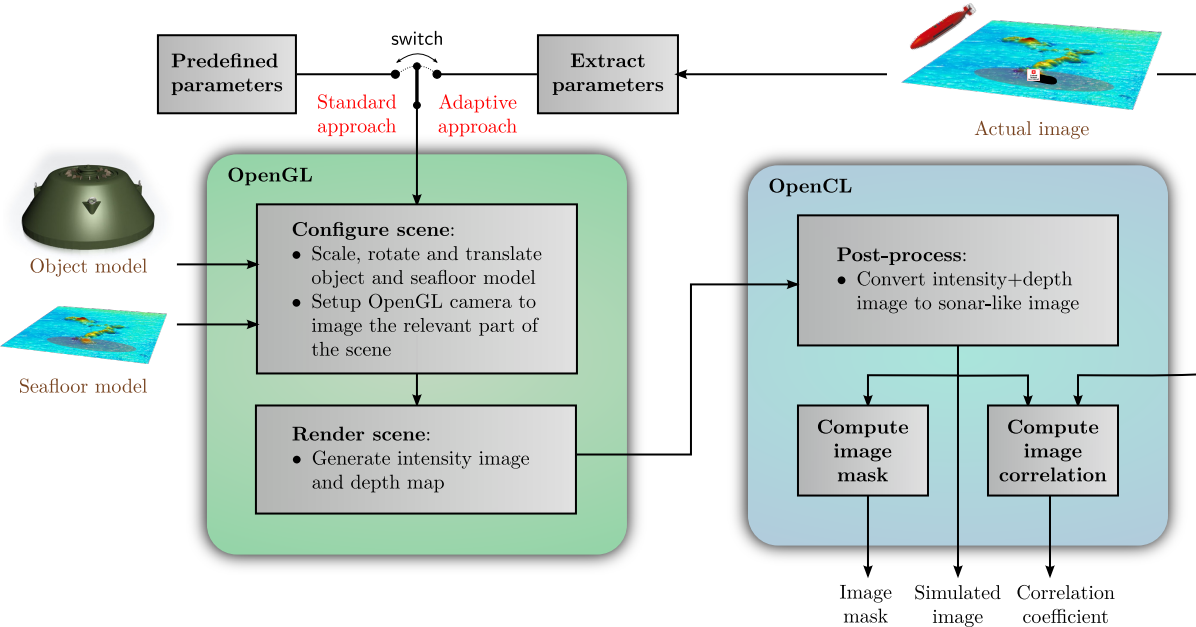 switch
Predefined
parameters
Extract
parameters
Standard
approach
Adaptive
approach
Actual image
OpenGL
Configure scene:
• Scale, rotate and translate
object and seafloor model
• Setup OpenGL camera to
image the relevant part of
the scene
Object model
Seafloor model
Render scene:
• Generate intensity image
and depth map
OpenCL
Post-process:
• Convert intensity+depth
image to sonar-like image
Compute
image
mask
Compute
image
correlation
Image
mask
Simulated
image
Correlation
coefficient